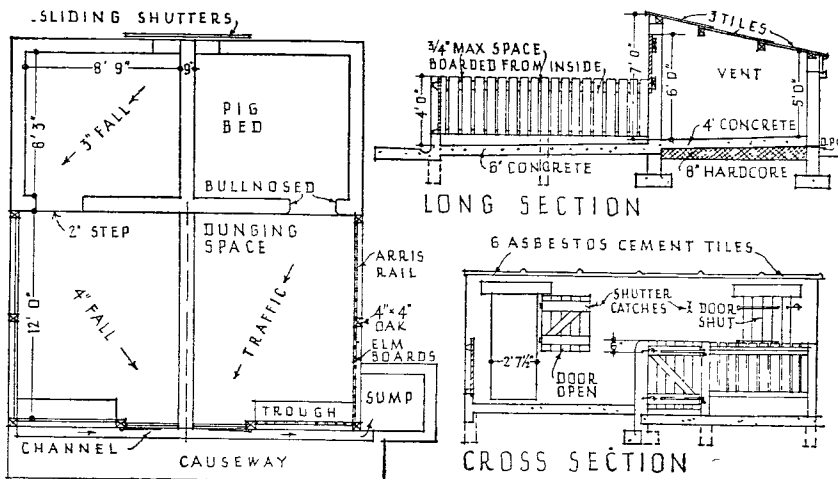 SLIDING SHUTTERS
8' 9"
9"
8' 3"
3" FALL
PIG
BED
BULLNOSED
2" STEP
DUNGING
SPACE
12' 0"
4" FALL
TRAFFIC
ARRIS
RAIL
4" × 4"
OAK
ELM
BOARDS
TROUGH
SUMP
CHANNEL
CAUSEWAY
3 TILES
3/4" MAX SPACE
BOARDED FROM INSIDE
7' 0"
VENT
6' 0"
5' 0"
4' 0"
4' CONCRETE
D.P.C
6' CONCRETE
8" HARDCORE
LONG SECTION
6 ASBESTOS CEMENT TILES
SHUTTER
CATCHES
DOOR
SHUT
2' 7½"
6"
DOOR
OPEN
CROSS SECTION